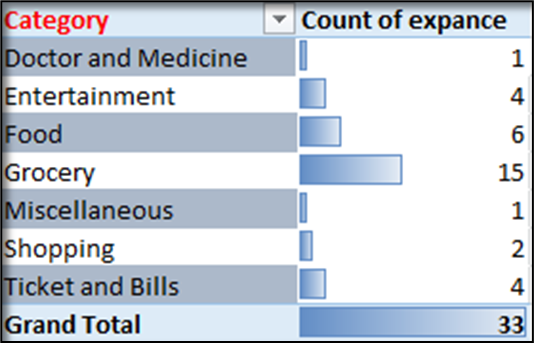 Category Count of expance
Doctor and Medicine 1
Entertainment 4
Food 6
Grocery 15
Miscellaneous 1
Shopping 2
Ticket and Bills 4
Grand Total 33